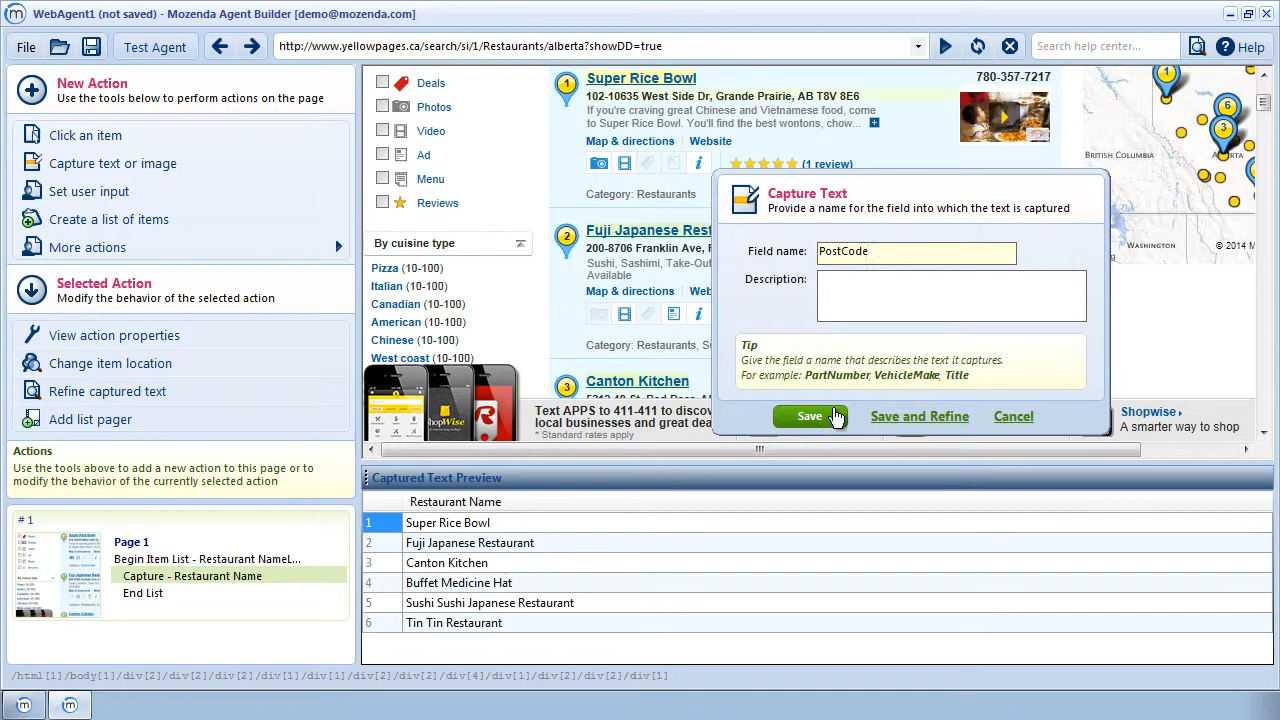 WebAgent1 (not saved) - Mozenda Agent Builder [demo@mozenda.com]
File
Test Agent
http://www.yellowpages.ca/search/si/1/Restaurants/alberta?showDD=true
Search help center...
Help
New Action
Use the tools below to perform actions on the page
Click an item
Capture text or image
Set user input
Create a list of items
More actions
Selected Action
Modify the behavior of the selected action
View action properties
Change item location
Refine captured text
Add list pager
Actions
Use the tools above to add a new action to this page or to
modify the behavior of the currently selected action
# 1
Page 1
Begin Item List - Restaurant NameL...
Capture - Restaurant Name
End List
Deals
Photos
Video
Ad
Menu
Reviews
By cuisine type
Pizza (10-100)
Italian (10-100)
Canadian (10-100)
American (10-100)
Chinese (10-100)
West coast (10-100)
1
Super Rice Bowl
780-357-7217
102-10635 West Side Dr, Grande Prairie, AB T8V 8E6
If you're craving great Chinese and Vietnamese food, come
to Super Rice Bowl. You'll find the best wontons, chow...
Map & directions
Website
(1 review)
Category: Restaurants
2
Fuji Japanese Rest
200-8706 Franklin Ave, F
Sushi, Sashimi, Take-Out
Available
Map & directions
Web
Category: Restaurants, Su
3
Canton Kitchen
ShopWise
R
Text APPS to 411-411 to discov
local businesses and great dea
* Standard rates apply
Shopwise
A smarter way to shop
1
6
3
BRITISH COLUMBIA
WASHINGTON
© 2014 M
Capture Text
Provide a name for the field into which the text is captured
Field name:
PostCode
Description:
Tip
Give the field a name that describes the text it captures.
For example: PartNumber, VehicleMake, Title
Save
Save and Refine
Cancel
Captured Text Preview
Restaurant Name
1 Super Rice Bowl
2 Fuji Japanese Restaurant
3 Canton Kitchen
4 Buffet Medicine Hat
5 Sushi Sushi Japanese Restaurant
6 Tin Tin Restaurant
/html[1]/body[1]/div[2]/div[2]/div[2]/div[1]/div[2]/div[2]/div[4]/div[1]/div[2]/div[2]/div[1]